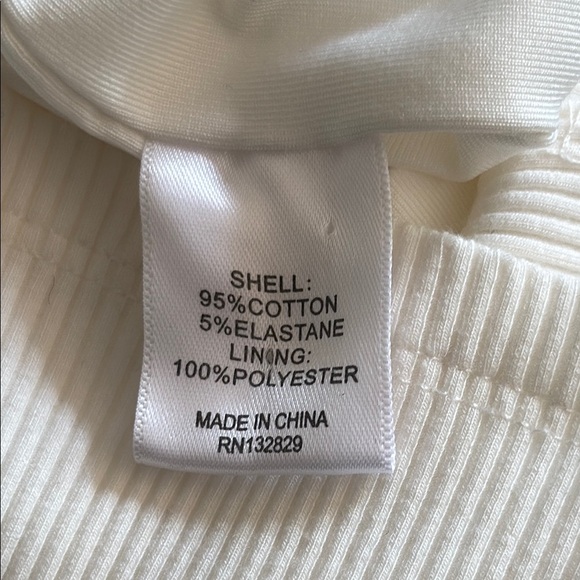 SHELL:
95%COTTON
5%ELASTANE
LINING:
100%POLYESTER
MADE IN CHINA
RN132829